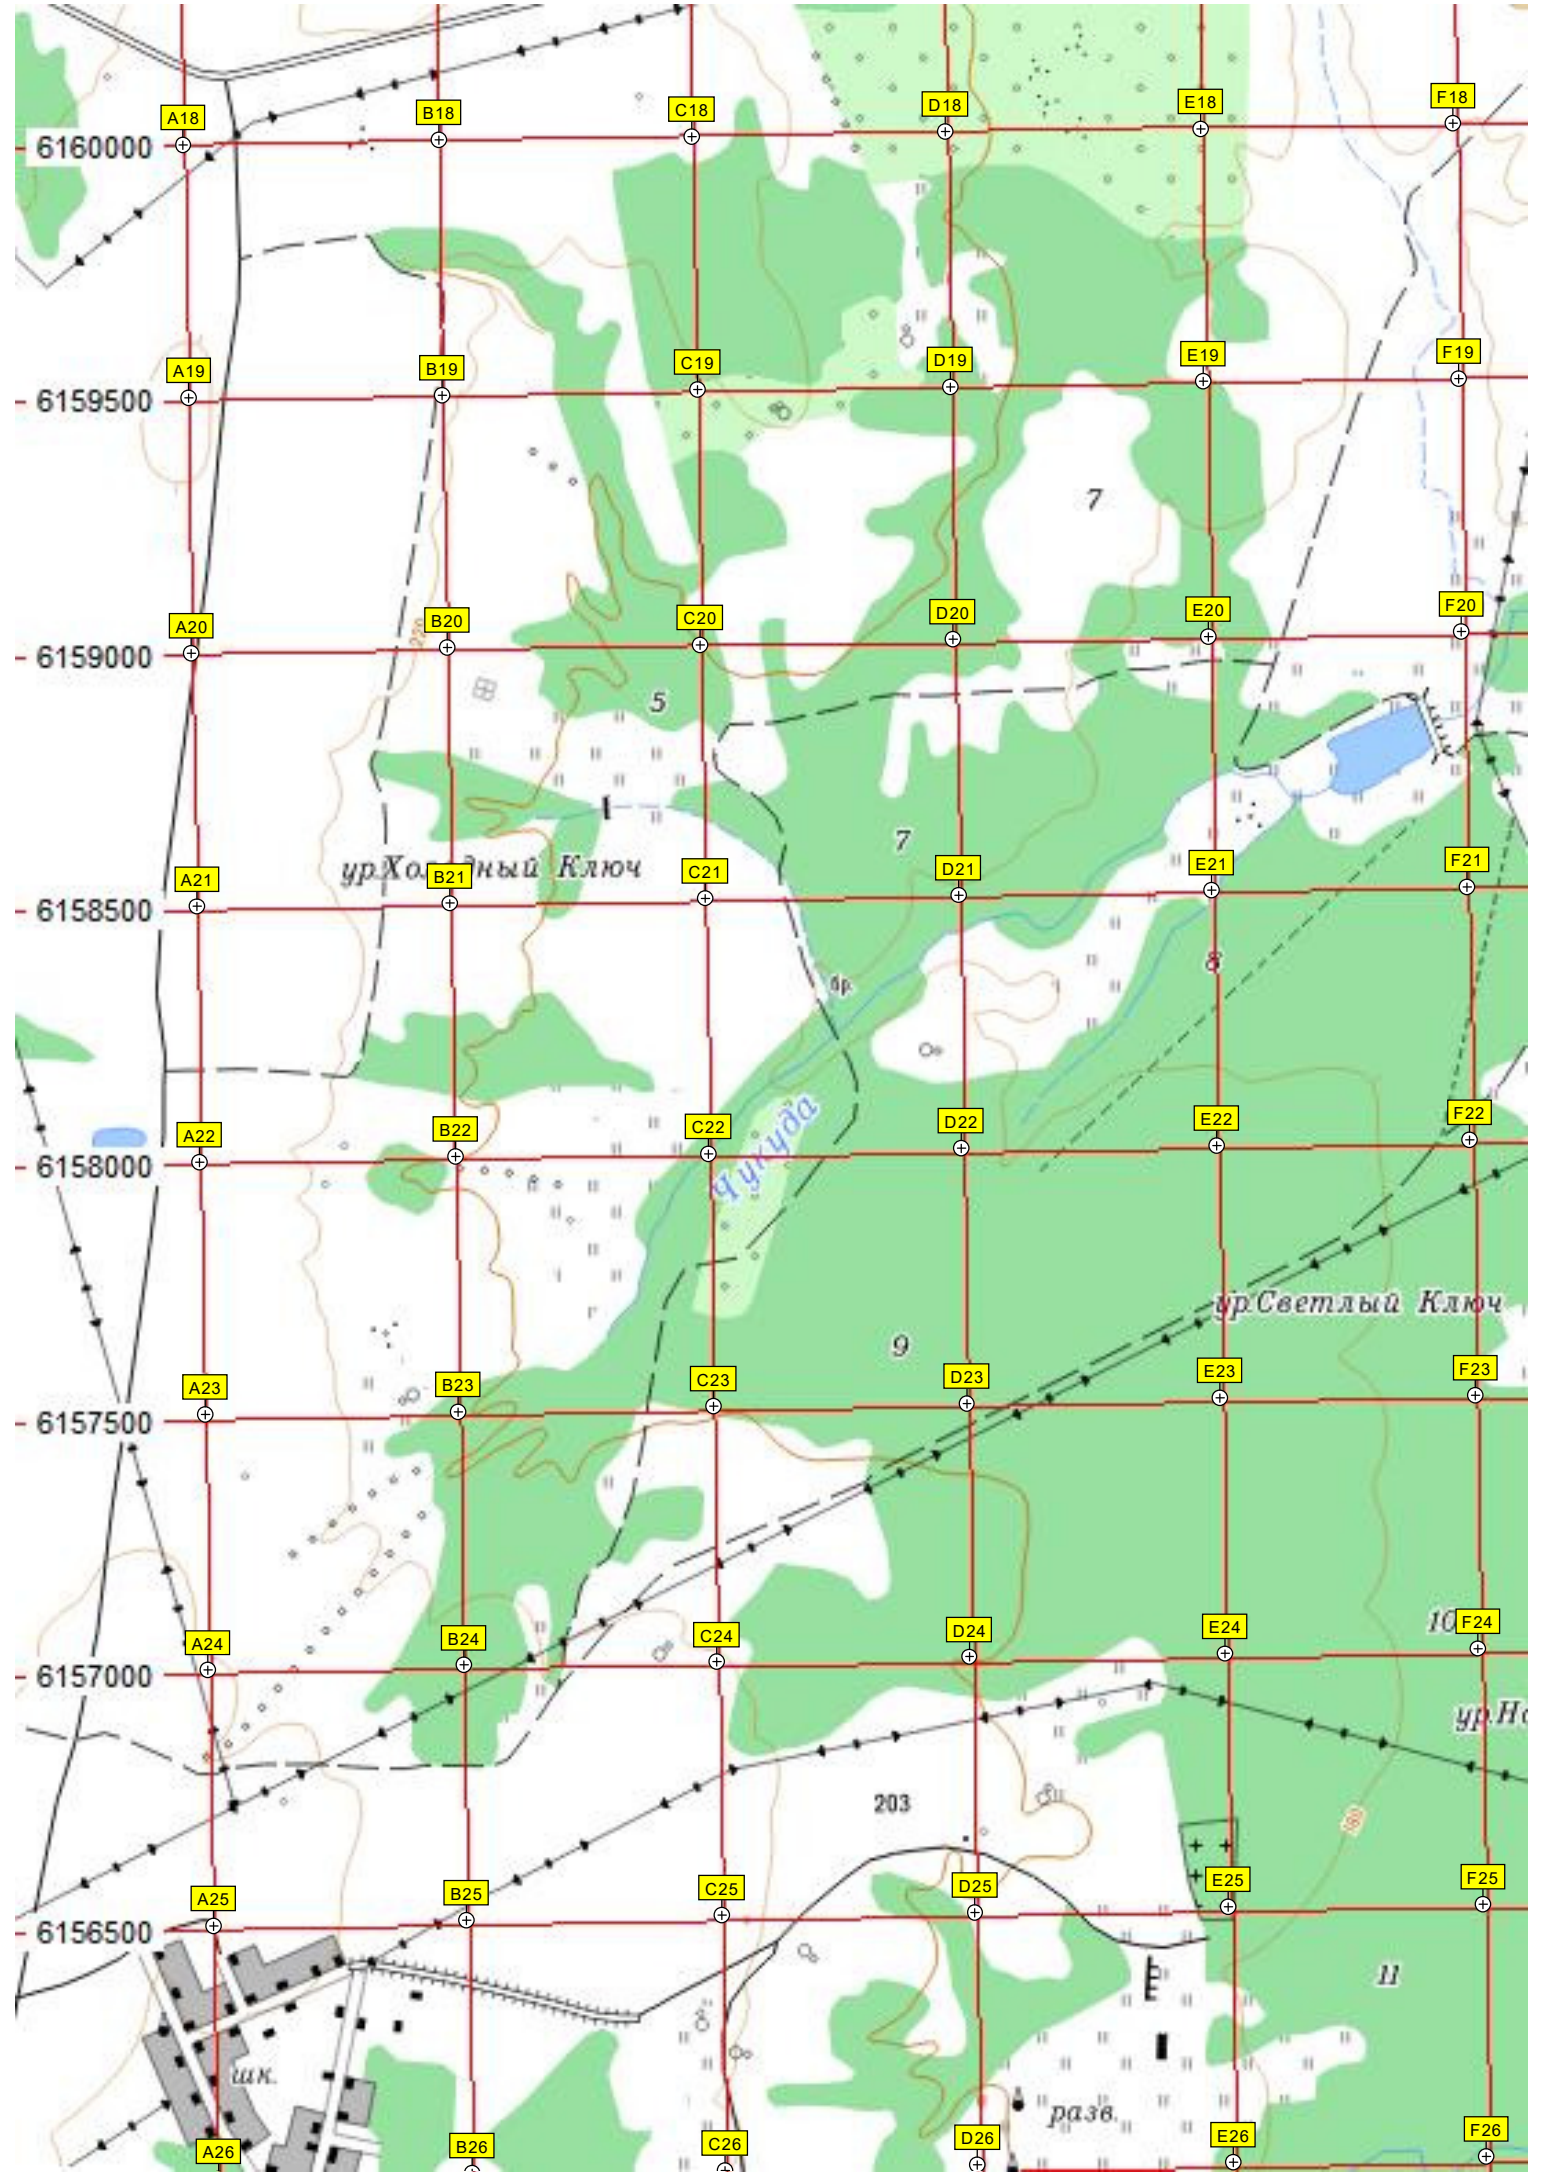 A18 B18 C18 D18 E18 F18
6160000
A19 B19 C19 D19 E19 F19
6159500
7
A20 B20 C20 D20 E20 F20
6159000
5
7
ур.Холодный Ключ
A21 B21 C21 D21 E21 F21
6158500
8
бр.
Чукуда
A22 B22 C22 D22 E22 F22
6158000
ур.Светлый Ключ
9
A23 B23 C23 D23 E23 F23
6157500
10
A24 B24 C24 D24 E24 F24
6157000
203
A25 B25 C25 D25 E25 F25
6156500
11
шк.
разв.
A26 B26 C26 D26 E26 F26